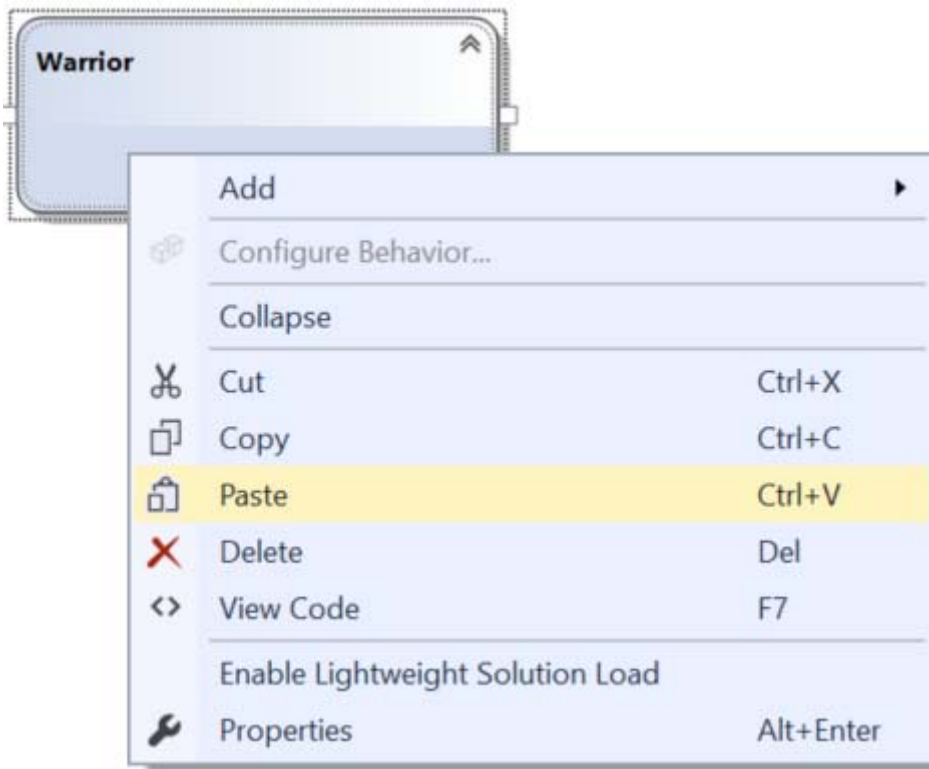 Warrior
Add
Configure Behavior...
Collapse
Cut Ctrl+X
Copy Ctrl+C
Paste Ctrl+V
Delete Del
View Code F7
Enable Lightweight Solution Load
Properties Alt+Enter